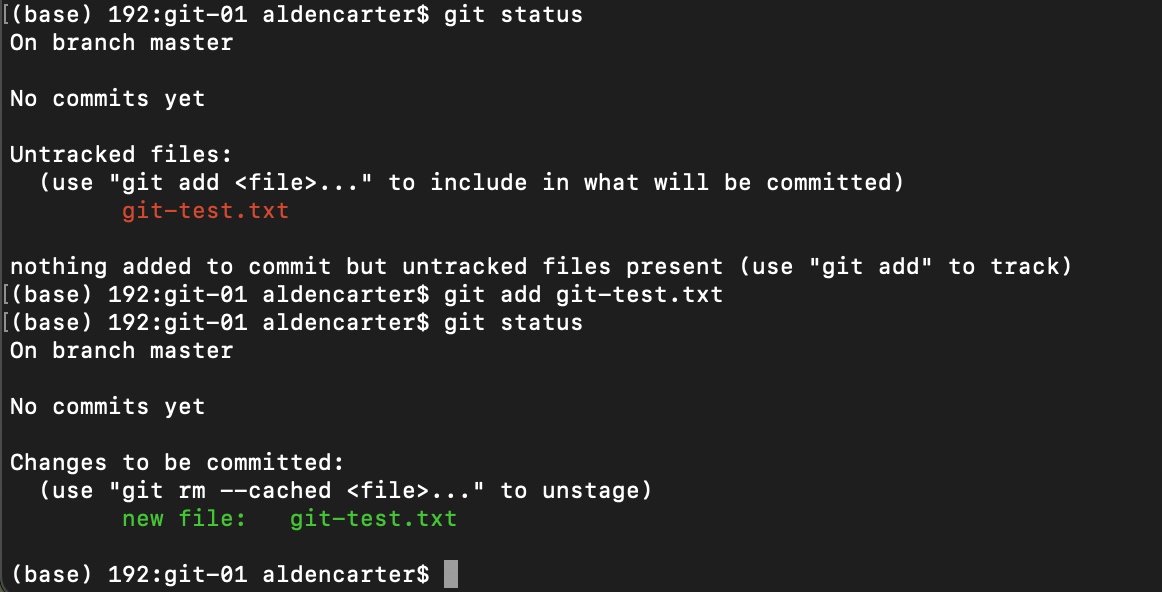 [(base) 192:git-01 aldencarter$ git status
On branch master
No commits yet
Untracked files:
  (use "git add <file>..." to include in what will be committed)
        git-test.txt
nothing added to commit but untracked files present (use "git add" to track)
[(base) 192:git-01 aldencarter$ git add git-test.txt
[(base) 192:git-01 aldencarter$ git status
On branch master
No commits yet
Changes to be committed:
  (use "git rm --cached <file>..." to unstage)
        new file:   git-test.txt
(base) 192:git-01 aldencarter$